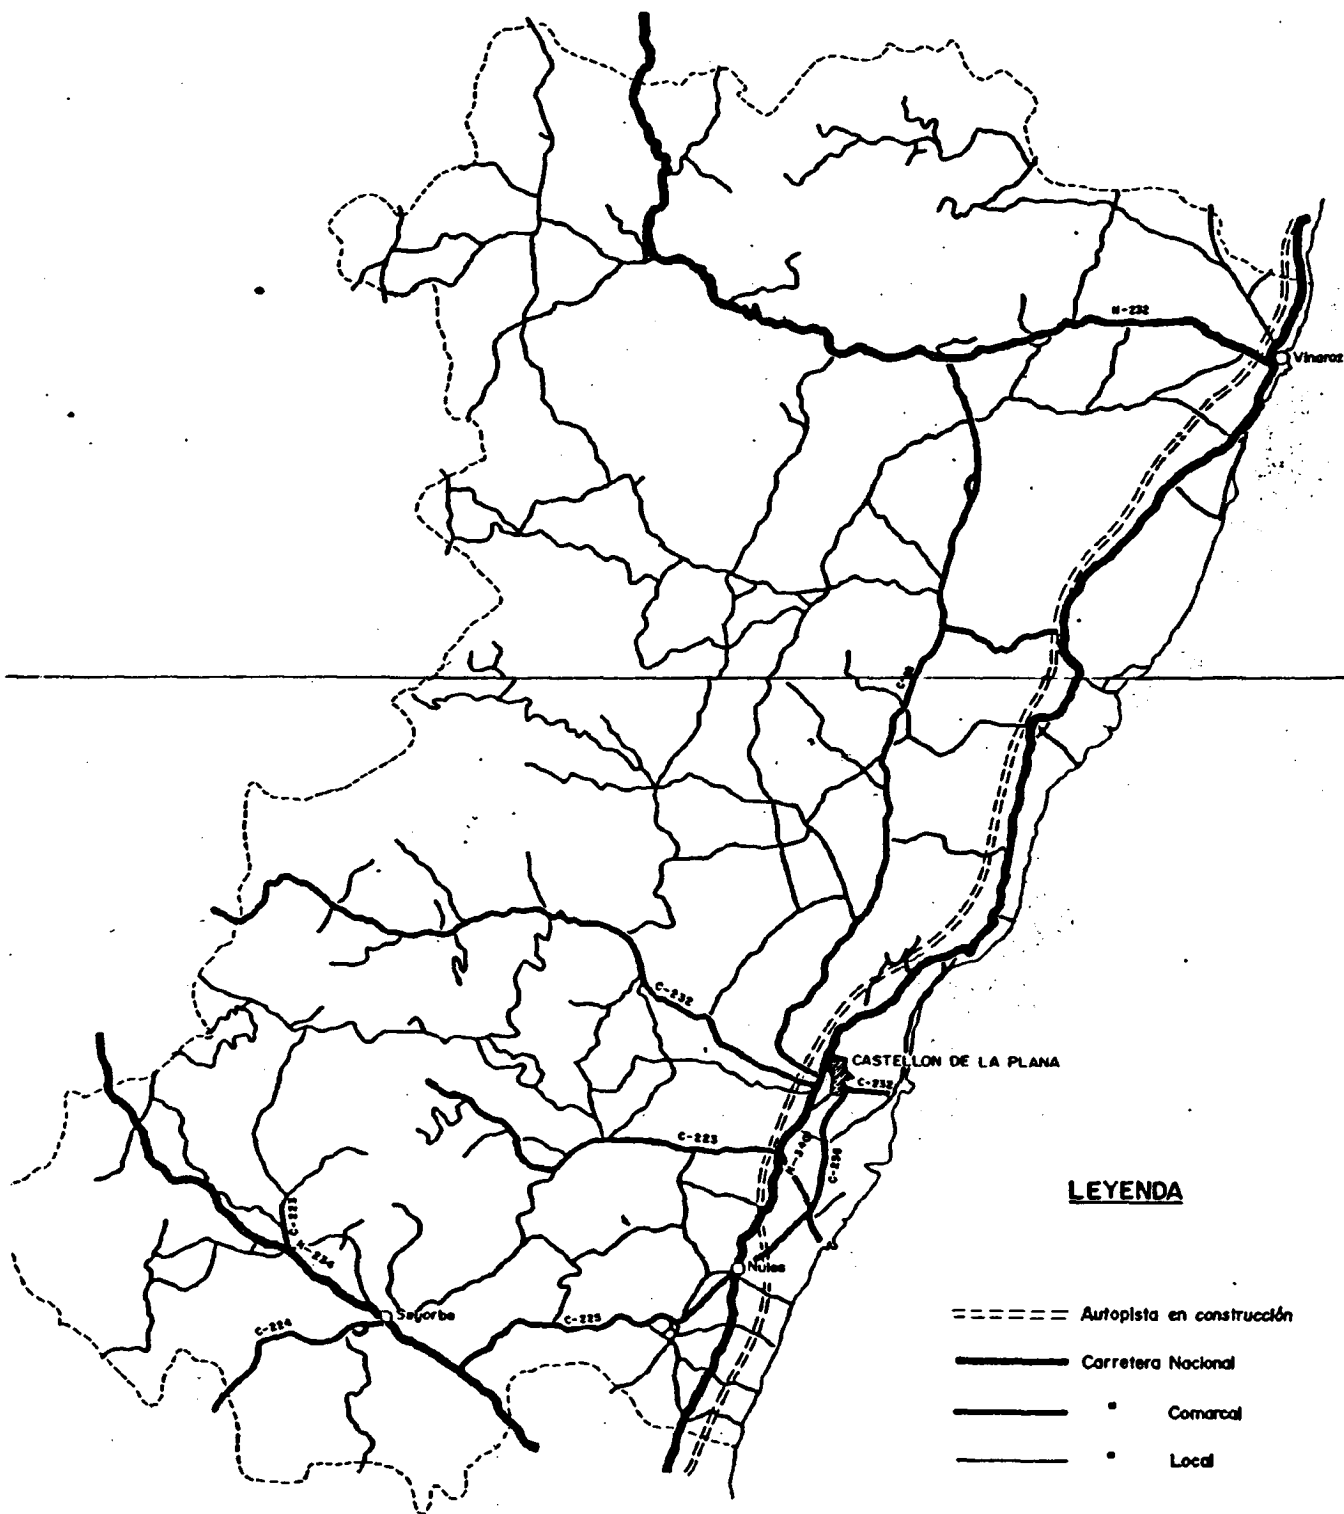 N-232
Vinaroz
C-232
CASTELLON DE LA PLANA
C-232
C-223
N-340
C-236
LEYENDA
C-223
N-234
Nules
Segorbe
C-224
C-225
Autopista en construcción
Carretera Nacional
" Comarcal
" Local